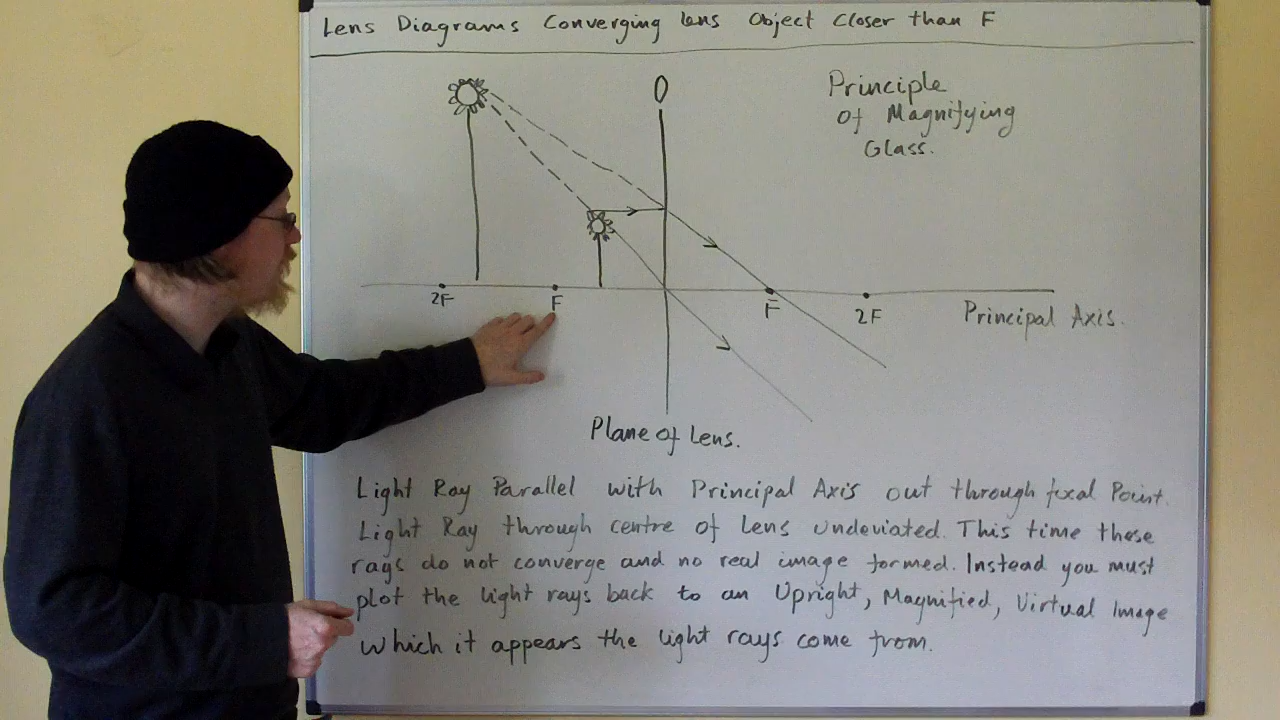 Lens Diagrams Converging lens Object Closer than F
Principle
of Magnifying
Glass.
2F
F
F
2F
Principal Axis.
Plane of Lens.
Light Ray Parallel with Principal Axis out through focal Point.
Light Ray through centre of Lens undeviated. This time these
rays do not converge and no real image formed. Instead you must
plot the light rays back to an Upright, Magnified, Virtual Image
Which it appears the light rays come from.